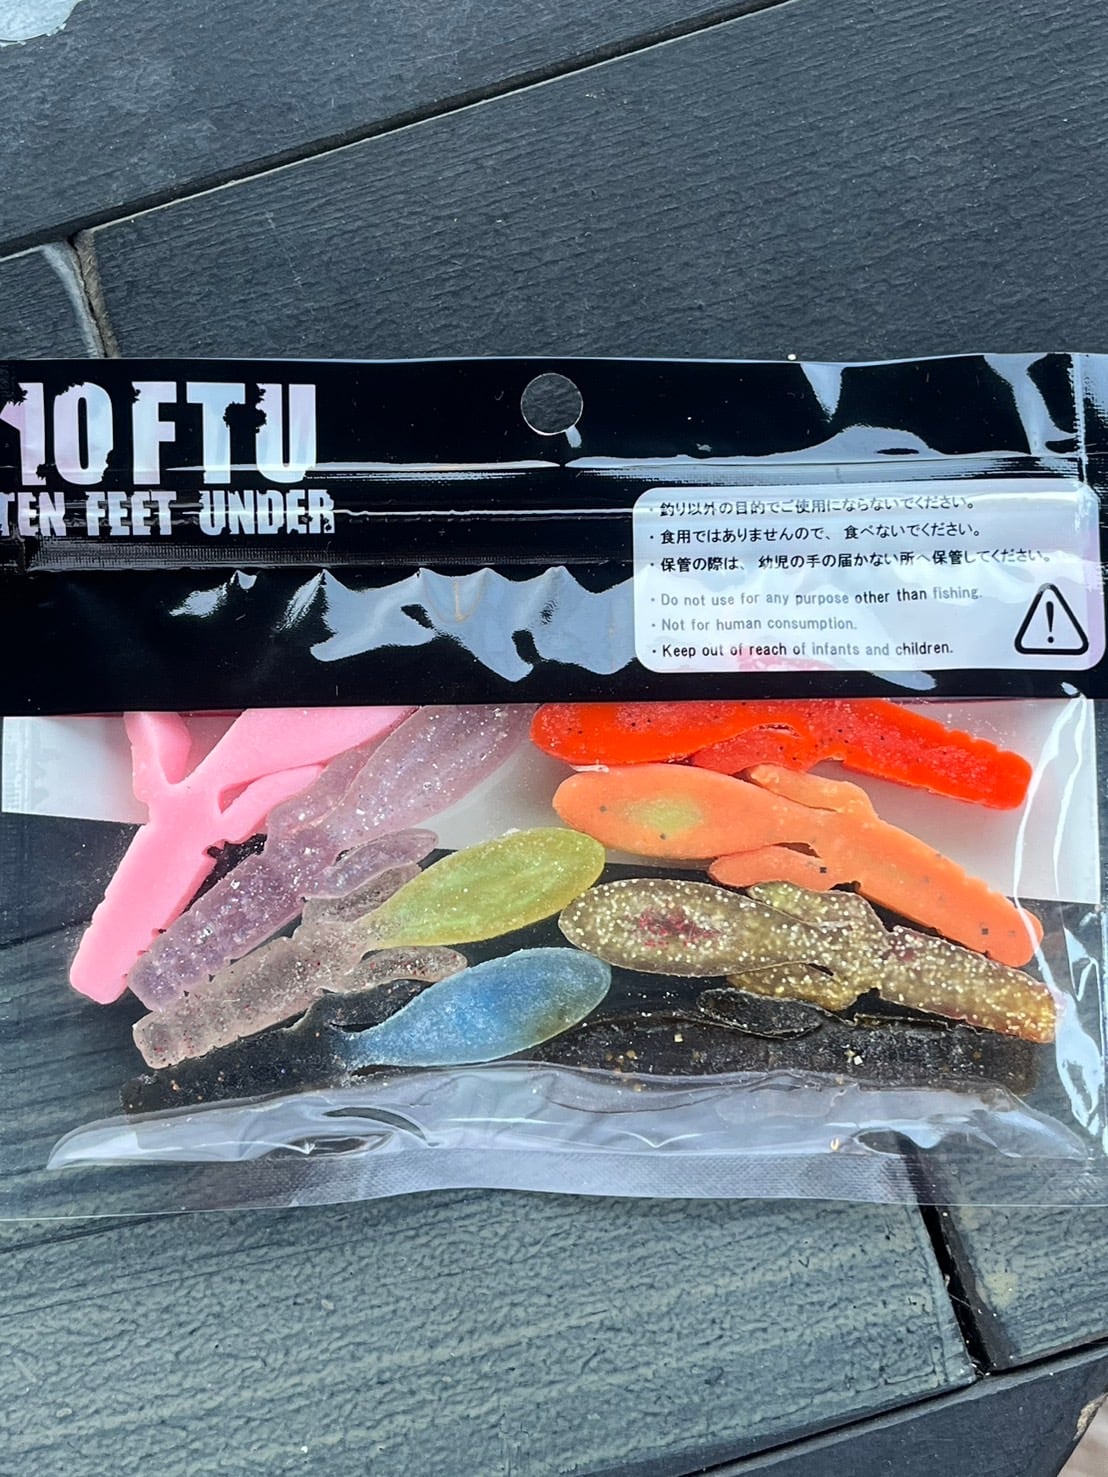 10 FTU
TEN FEET UNDER
・釣り以外の目的でご使用にならないでください。
・食用ではありませんので、食べないでください。
・保管の際は、幼児の手の届かない所へ保管してください。
・Do not use for any purpose other than fishing.
・Not for human consumption.
・Keep out of reach of infants and children.